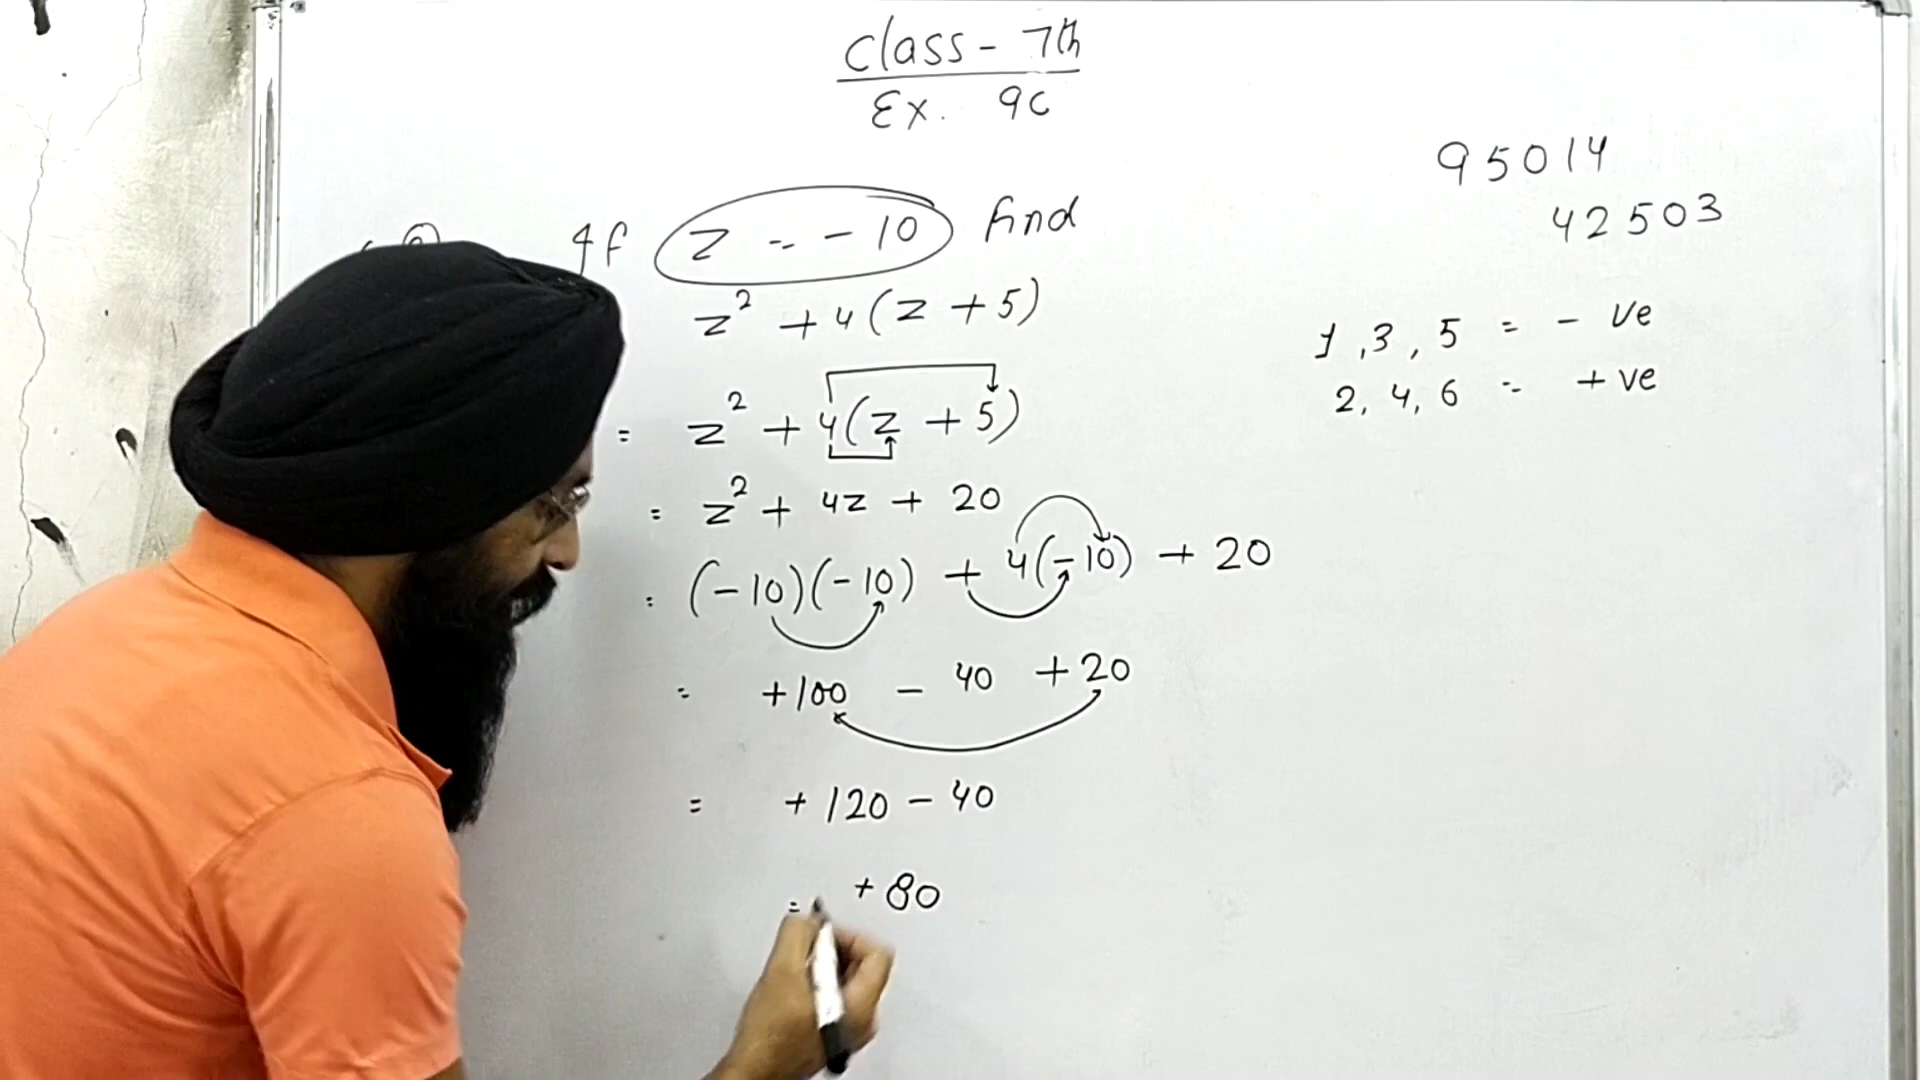 Class - 7th
Ex. 9C
95014
42503
If z = -10 find
z² + 4(z + 5)
1, 3, 5 = - ve
2, 4, 6 = + ve
= z² + 4(z + 5)
= z² + 4z + 20
= (-10)(-10) + 4(-10) + 20
= +100 - 40 + 20
= + 120 - 40
= + 80